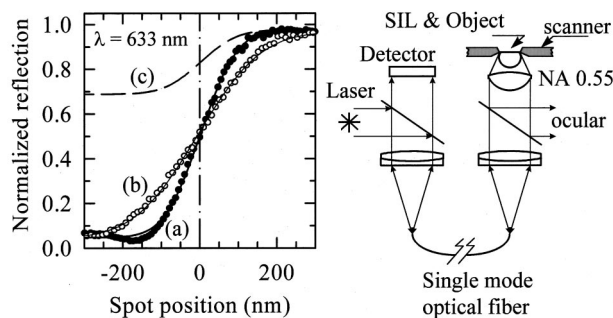 Normalized reflection
1.0
0.8
0.6
0.4
0.2
0.0
λ = 633 nm
(c)
(b)
(a)
-200
0
200
Spot position (nm)
SIL & Object
scanner
Detector
NA 0.55
Laser
ocular
Single mode
optical fiber